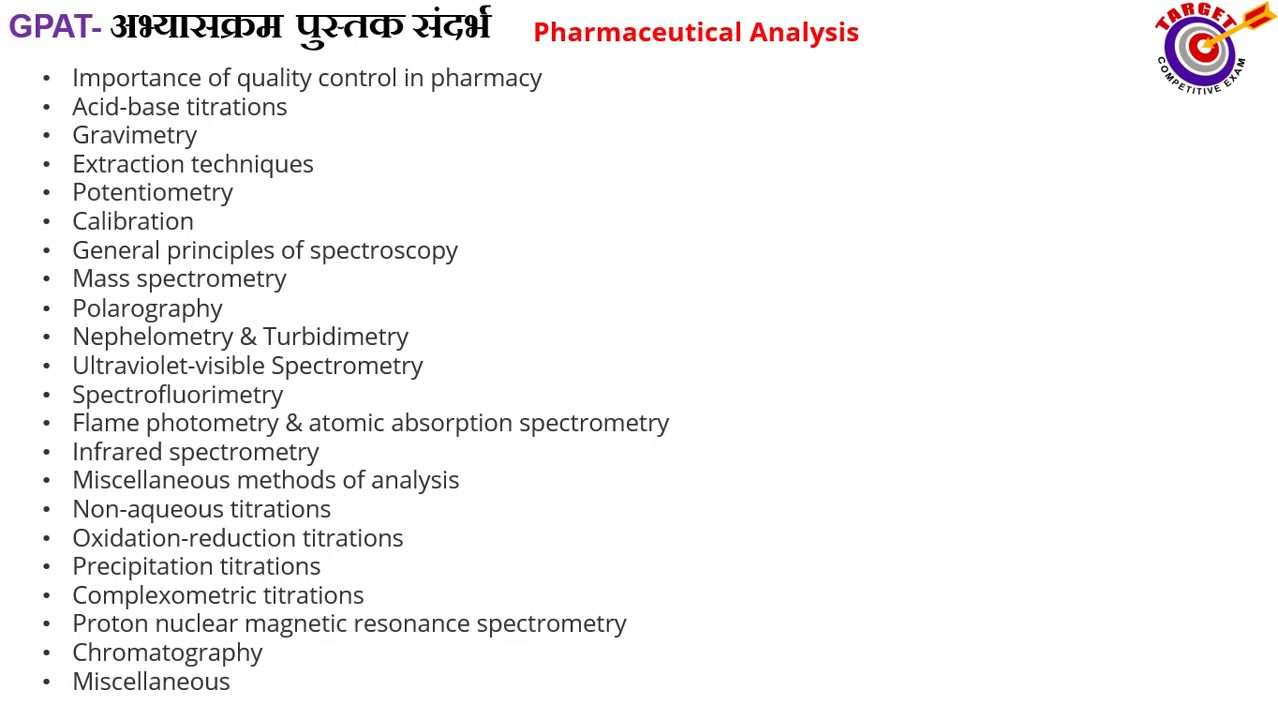 GPAT- अभ्यासक्रम पुस्तक संदर्भ Pharmaceutical Analysis
TARGET
COMPETITIVE EXAM
• Importance of quality control in pharmacy
• Acid-base titrations
• Gravimetry
• Extraction techniques
• Potentiometry
• Calibration
• General principles of spectroscopy
• Mass spectrometry
• Polarography
• Nephelometry & Turbidimetry
• Ultraviolet-visible Spectrometry
• Spectrofluorimetry
• Flame photometry & atomic absorption spectrometry
• Infrared spectrometry
• Miscellaneous methods of analysis
• Non-aqueous titrations
• Oxidation-reduction titrations
• Precipitation titrations
• Complexometric titrations
• Proton nuclear magnetic resonance spectrometry
• Chromatography
• Miscellaneous